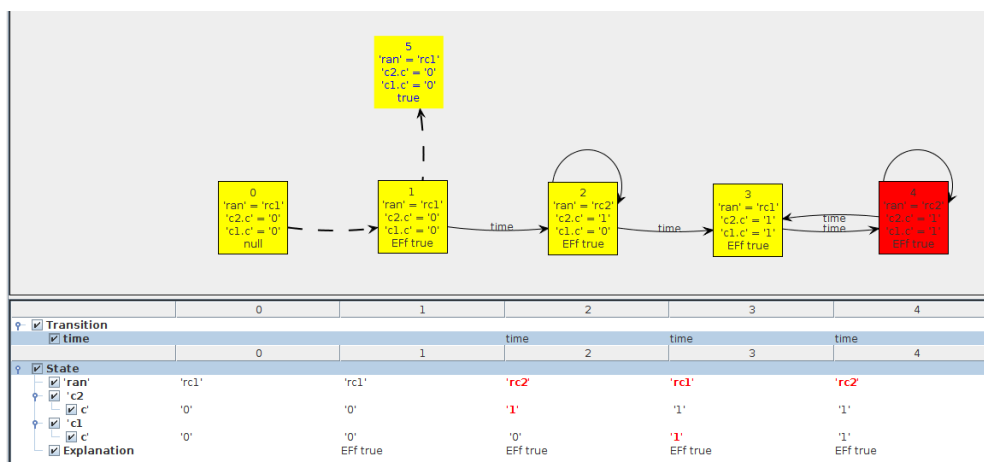 5
'ran' = 'rc1'
'c2.c' = '0'
'c1.c' = '0'
true
0
'ran' = 'rc1'
'c2.c' = '0'
'c1.c' = '0'
null
1
'ran' = 'rc1'
'c2.c' = '0'
'c1.c' = '0'
EFf true
time
2
'ran' = 'rc2'
'c2.c' = '1'
'c1.c' = '0'
EFf true
time
3
'ran' = 'rc1'
'c2.c' = '1'
'c1.c' = '1'
EFf true
time
time
4
'ran' = 'rc2'
'c2.c' = '1'
'c1.c' = '1'
EFf true
0 1 2 3 4
Transition
time time time time
0 1 2 3 4
State
'ran' 'rc1' 'rc1' 'rc2' 'rc1' 'rc2'
'c2
c' '0' '0' '1' '1' '1'
'c1
c' '0' '0' '0' '1' '1'
Explanation EFf true EFf true EFf true EFf true